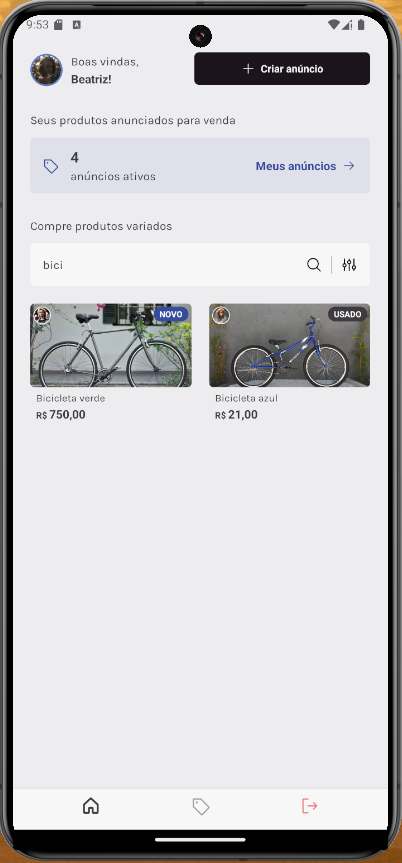 9:53
Boas vindas,
Beatriz!
Criar anúncio
Seus produtos anunciados para venda
4
anúncios ativos
Meus anúncios
Compre produtos variados
bici
NOVO
USADO
Bicicleta verde
R$ 750,00
Bicicleta azul
R$ 21,00